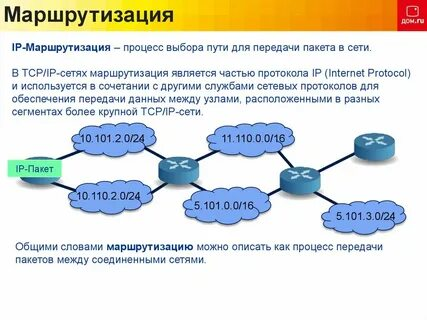 Маршрутизация
дом.ru
IP-Маршрутизация – процесс выбора пути для передачи пакета в сети.
В TCP/IP-сетях маршрутизация является частью протокола IP (Internet Protocol)
и используется в сочетании с другими службами сетевых протоколов для
обеспечения передачи данных между узлами, расположенными в разных
сегментах более крупной TCP/IP-сети.
10.101.2.0/24
11.110.0.0/16
IP-Пакет
10.110.2.0/24
5.101.0.0/16
5.101.3.0/24
Общими словами маршрутизацию можно описать как процесс передачи
пакетов между соединенными сетями.